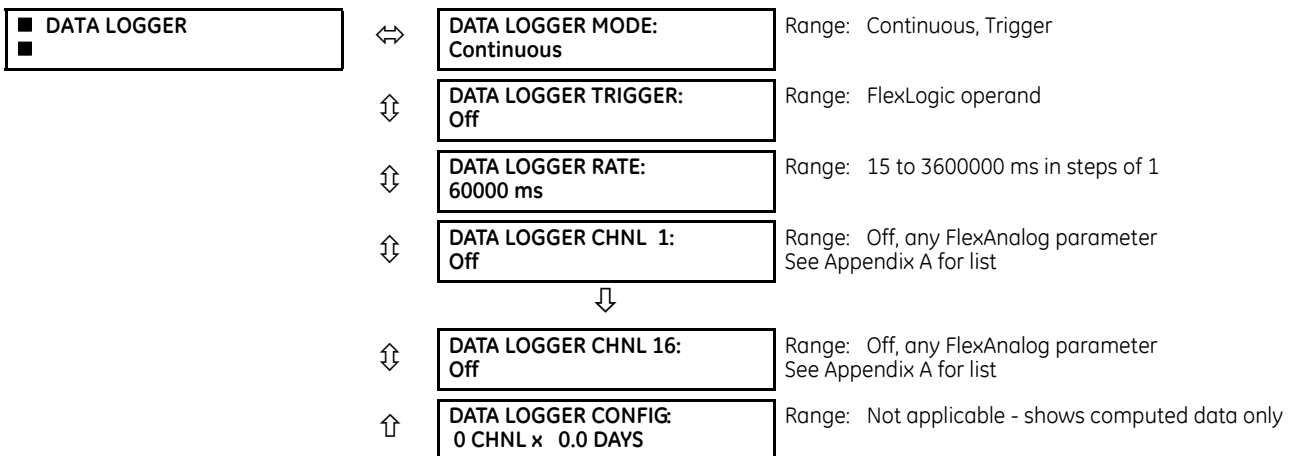 ■ DATA LOGGER
■
DATA LOGGER MODE:
Continuous
Range: Continuous, Trigger
DATA LOGGER TRIGGER:
Off
Range: FlexLogic operand
DATA LOGGER RATE:
60000 ms
Range: 15 to 3600000 ms in steps of 1
DATA LOGGER CHNL 1:
Off
Range: Off, any FlexAnalog parameter
See Appendix A for list
DATA LOGGER CHNL 16:
Off
Range: Off, any FlexAnalog parameter
See Appendix A for list
DATA LOGGER CONFIG:
0 CHNL x 0.0 DAYS
Range: Not applicable - shows computed data only